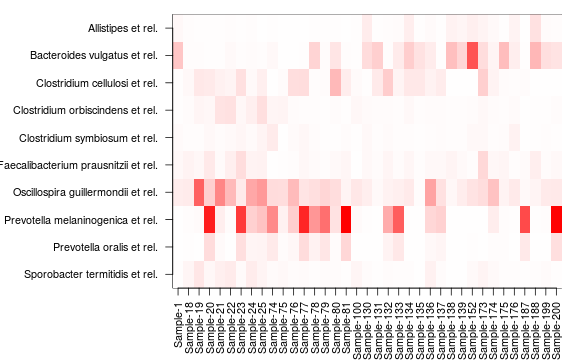 Allistipes et rel.
Bacteroides vulgatus et rel.
Clostridium cellulosi et rel.
Clostridium orbiscindens et rel.
Clostridium symbiosum et rel.
Faecalibacterium prausnitzii et rel.
Oscillospira guillermondii et rel.
Prevotella melaninogenica et rel.
Prevotella oralis et rel.
Sporobacter termitidis et rel.
Sample-1
Sample-18
Sample-19
Sample-20
Sample-21
Sample-22
Sample-23
Sample-24
Sample-25
Sample-74
Sample-75
Sample-76
Sample-77
Sample-78
Sample-79
Sample-80
Sample-81
Sample-100
Sample-130
Sample-131
Sample-132
Sample-133
Sample-134
Sample-135
Sample-136
Sample-137
Sample-138
Sample-139
Sample-152
Sample-173
Sample-174
Sample-175
Sample-176
Sample-187
Sample-188
Sample-199
Sample-200